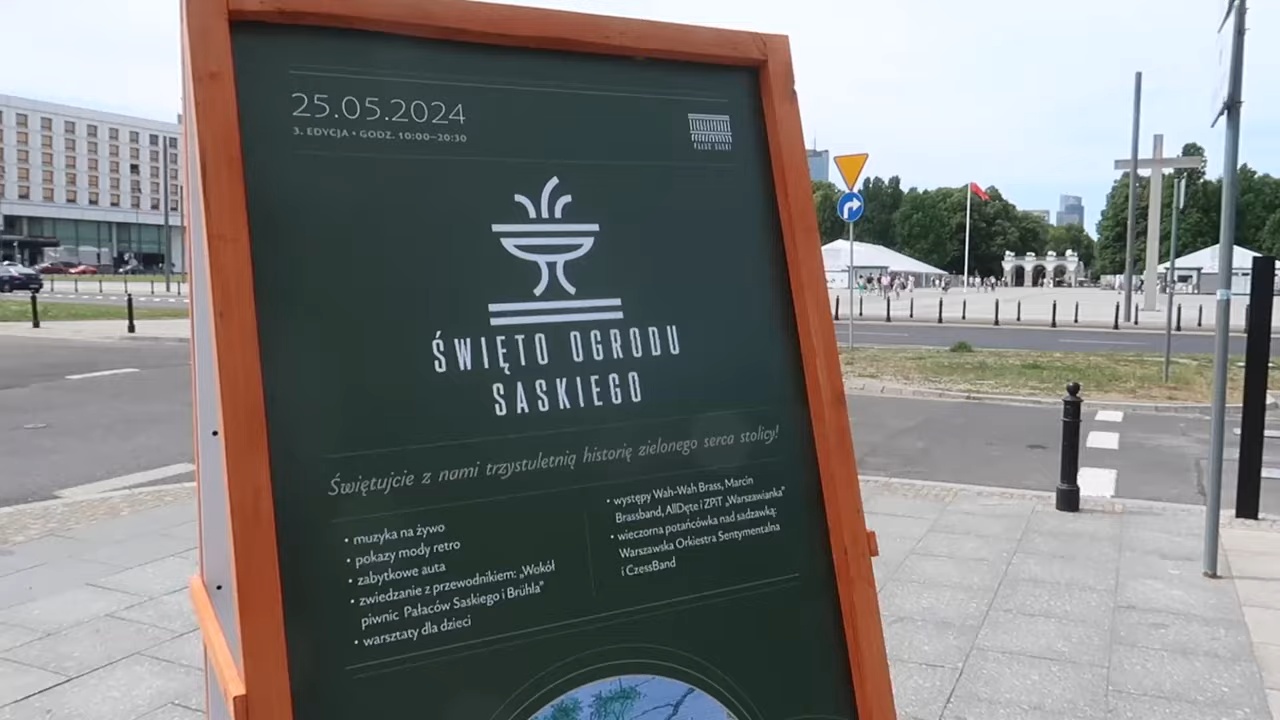 25.05.2024
3. EDYCJA • GODZ. 10:00–20:30
PAŁAC SASKI
ŚWIĘTO OGRODU
SASKIEGO
Świętujcie z nami trzystuletnią historię zielonego serca stolicy!
• muzyka na żywo
• pokazy mody retro
• zabytkowe auta
• zwiedzanie z przewodnikiem: „Wokół
piwnic Pałaców Saskiego i Brühla”
• warsztaty dla dzieci
• występy Wah-Wah Brass, Marcin
Brassband, AllDęte i ZPiT „Warszawianka”
• wieczorna potańcówka nad sadzawką:
Warszawska Orkiestra Sentymentalna
i CzessBand